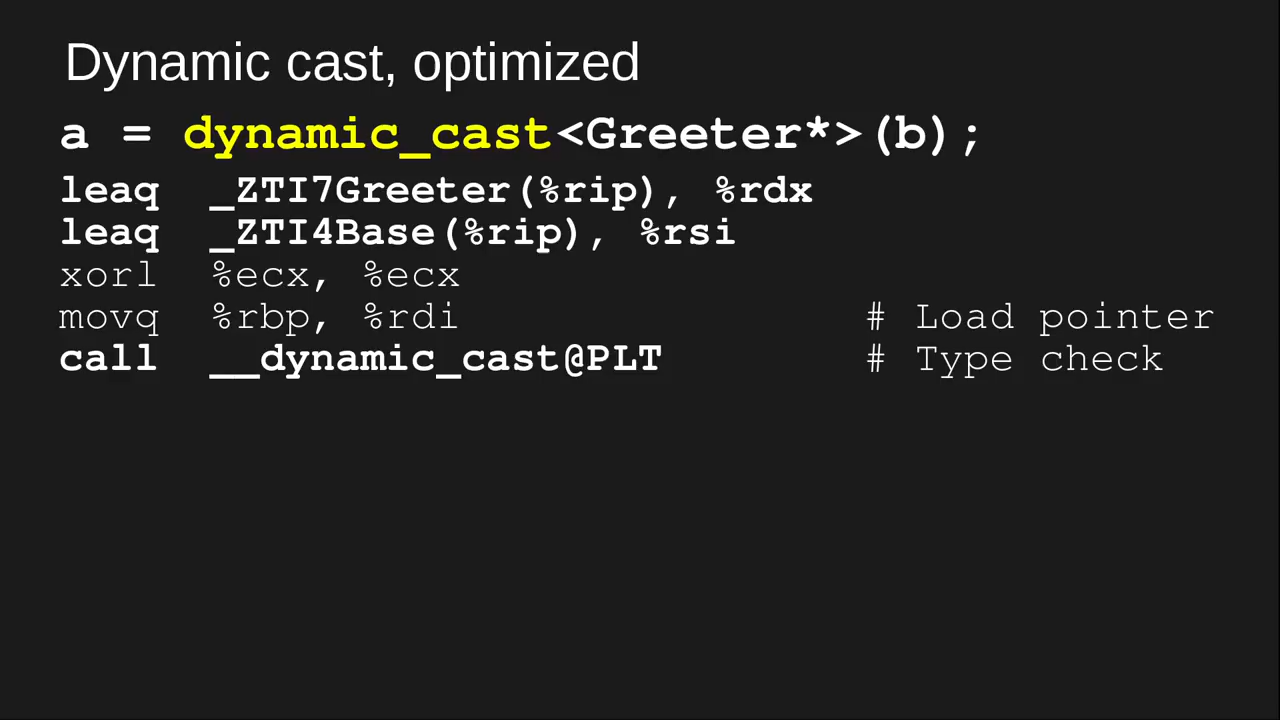 Dynamic cast, optimized
a = dynamic_cast<Greeter*>(b);
leaq _ZTI7Greeter(%rip), %rdx
leaq _ZTI4Base(%rip), %rsi
xorl %ecx, %ecx
movq %rbp, %rdi # Load pointer
call __dynamic_cast@PLT # Type check